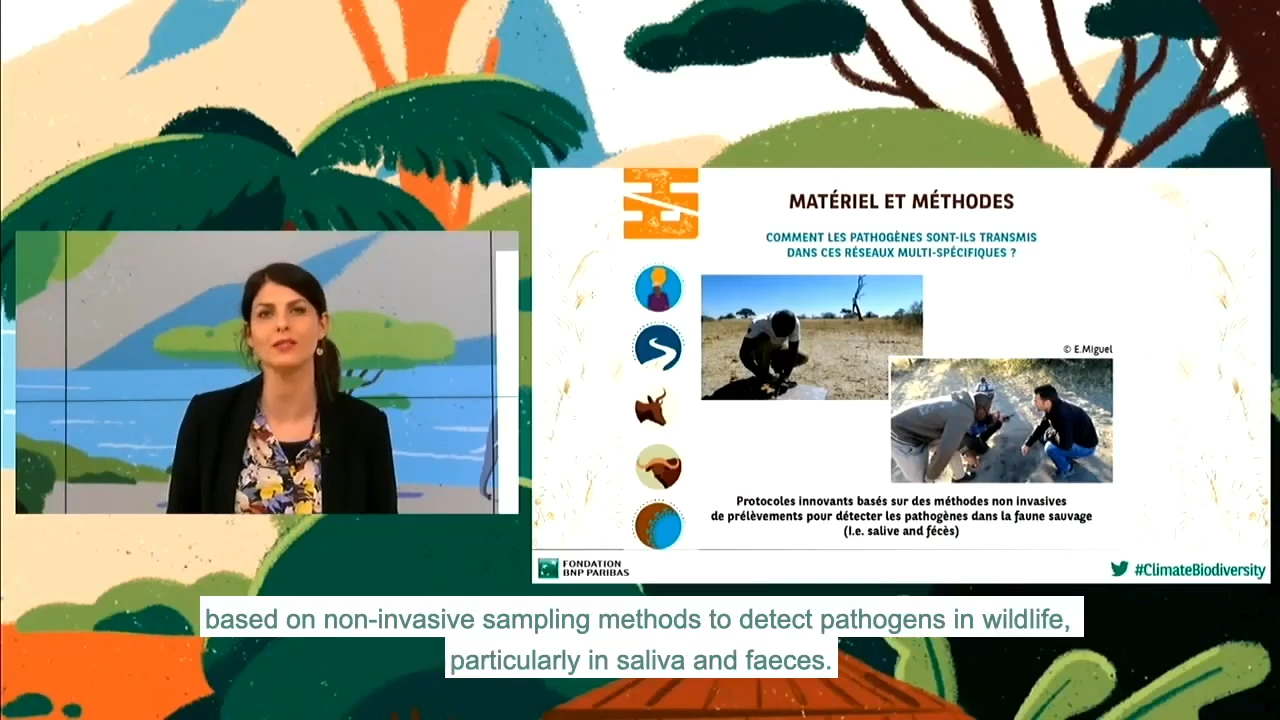 MATÉRIEL ET MÉTHODES
COMMENT LES PATHOGÈNES SONT-ILS TRANSMIS
DANS CES RÉSEAUX MULTI-SPÉCIFIQUES ?
© E.Miguel
Protocoles innovants basés sur des méthodes non invasives
de prélèvements pour détecter les pathogènes dans la faune sauvage
(I.e. salive and fécès)
FONDATION
BNP PARIBAS
#ClimateBiodiversity
based on non-invasive sampling methods to detect pathogens in wildlife,
particularly in saliva and faeces.